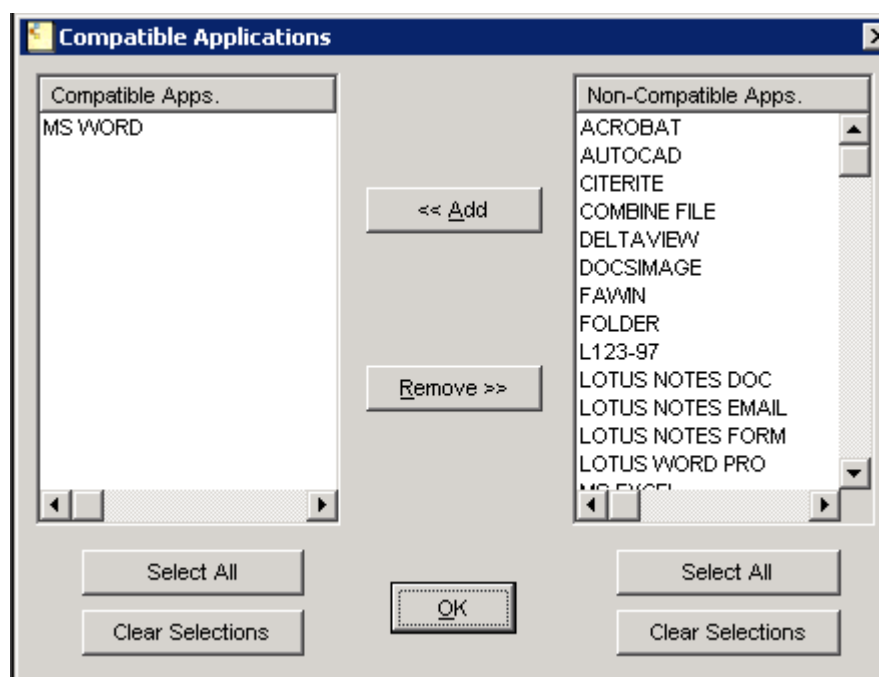 Compatible Applications
Compatible Apps.
MS WORD
<< Add
Remove >>
Non-Compatible Apps.
ACROBAT
AUTOCAD
CITERITE
COMBINE FILE
DELTAVIEW
DOCSIMAGE
FAWIN
FOLDER
L123-97
LOTUS NOTES DOC
LOTUS NOTES EMAIL
LOTUS NOTES FORM
LOTUS WORD PRO
MS EXCEL
Select All
Clear Selections
OK
Select All
Clear Selections